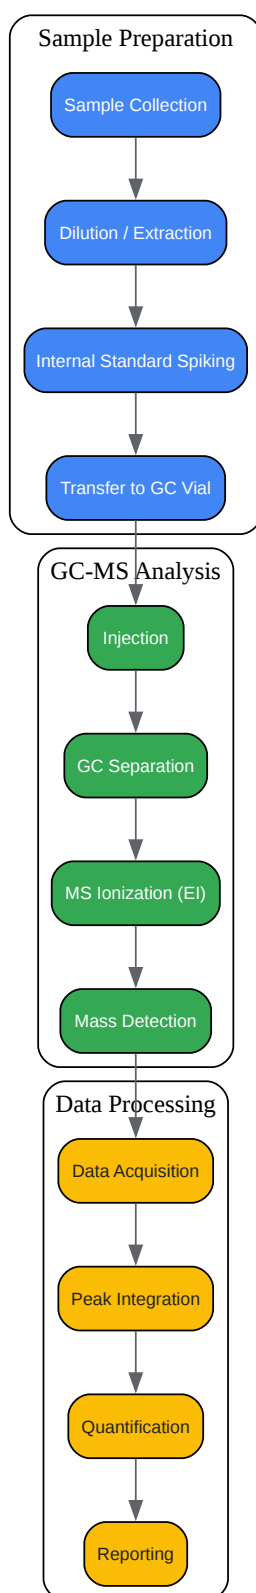 Sample Preparation
Sample Collection
Dilution / Extraction
Internal Standard Spiking
Transfer to GC Vial
GC-MS Analysis
Injection
GC Separation
MS Ionization (EI)
Mass Detection
Data Processing
Data Acquisition
Peak Integration
Quantification
Reporting